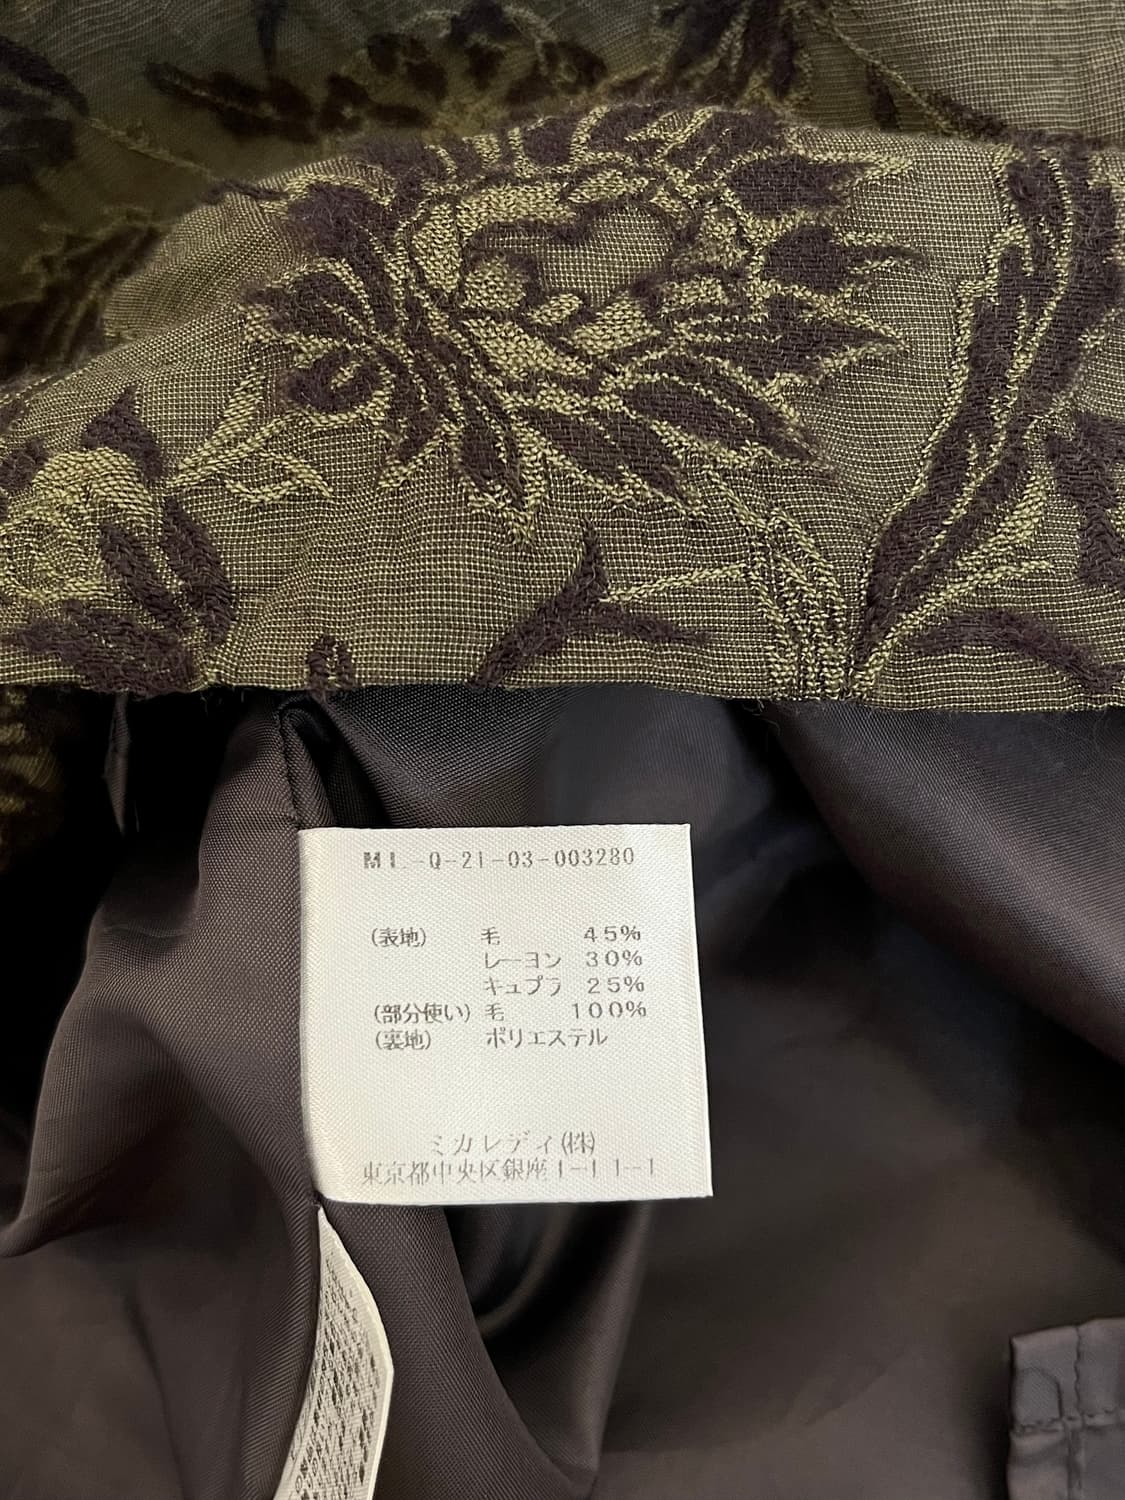 ML-Q-21-03-003280
(表地) 毛 45%
レーヨン 30%
キュプラ 25%
(部分使い) 毛 100%
(裏地) ポリエステル
ミカレディ(株)
東京都中央区銀座1-11-1